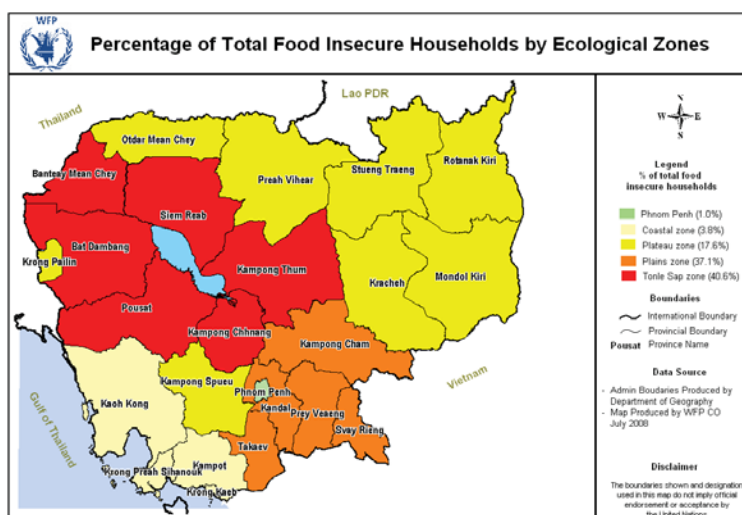 WFP
Percentage of Total Food Insecure Households by Ecological Zones
Lao PDR
Thailand
Otdar Mean Chey
Banteay Mean Chey
Preah Vihear
Stueng Traeng
Rotanak Kiri
Siem Reab
Bat Dambang
Krong Pailin
Kampong Thum
Kracheh
Mondol Kiri
Pousat
Kampong Chhnang
Kampong Cham
Vietnam
Kampong Spueu
Phnom Penh
Kandal
Prey Veaeng
Svay Rieng
Kaoh Kong
Gulf of Thailand
Takaev
Kampot
Krong Preah Sihanouk
Krong Kaeb
N
W E
S
Legend
% of total food
insecure households
Phnom Penh (1.0%)
Coastal zone (3.8%)
Plateau zone (17.6%)
Plains zone (37.1%)
Tonle Sap zone (40.6%)
Boundaries
International Boundary
Provincial Boundary
Pousat Province Name
Data Source
- Admin Boudaries Produced by
Department of Geography
- Map Produced by WFP CO
July 2008
Disclaimer
The boundaries shown and designation
used in this map do not imply official
endorsement or acceptance by
the United Nations